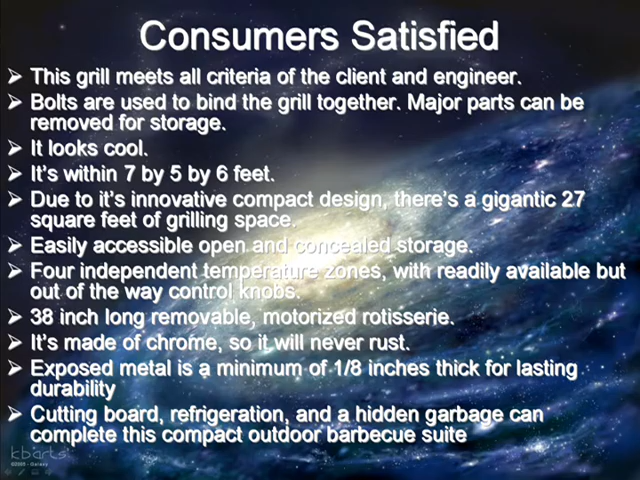 Consumers Satisfied
This grill meets all criteria of the client and engineer.
Bolts are used to bind the grill together. Major parts can be
removed for storage.
It looks cool.
It's within 7 by 5 by 6 feet.
Due to it's innovative compact design, there's a gigantic 27
square feet of grilling space.
Easily accessible open and concealed storage.
Four independent temperature zones, with readily available but
out of the way control knobs.
38 inch long removable, motorized rotisserie.
It's made of chrome, so it will never rust.
Exposed metal is a minimum of 1/8 inches thick for lasting
durability
Cutting board, refrigeration, and a hidden garbage can
complete this compact outdoor barbecue suite
kbarts
©2005 - Galaxy